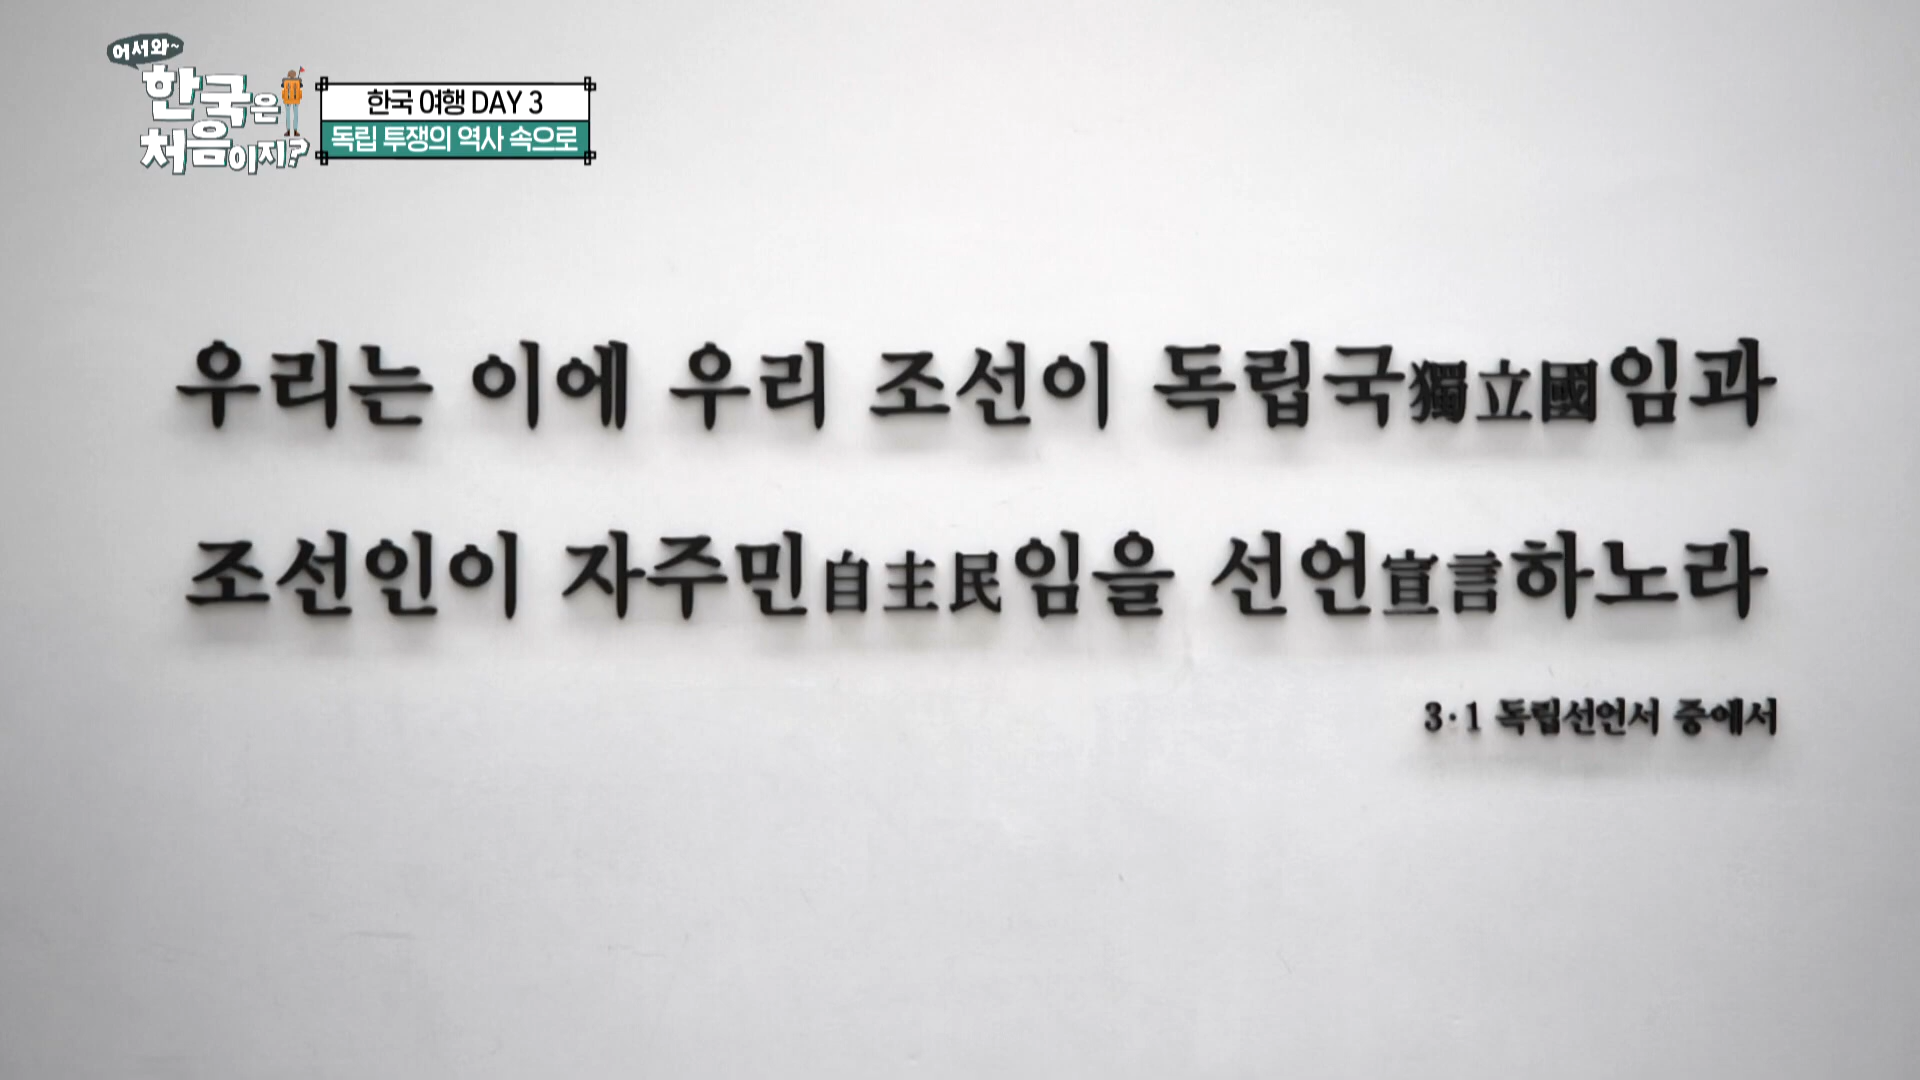 어서와~
한국은
처음이지?
한국 여행 DAY 3
독립 투쟁의 역사 속으로
우리는 이에 우리 조선이 독립국獨立國임과
조선인이 자주민自主民임을 선언宣言하노라
3·1 독립선언서 중에서